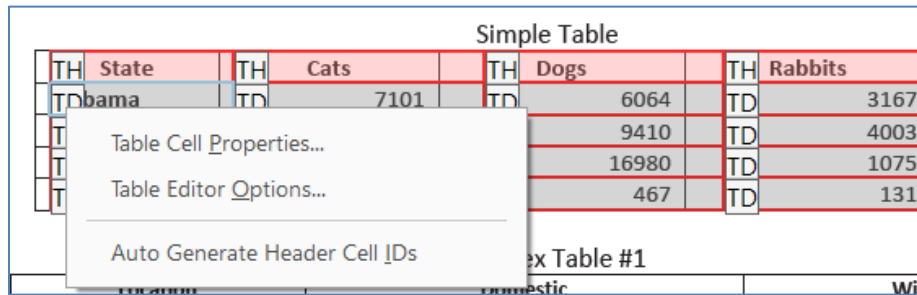 Simple Table
TH State TH Cats TH Dogs TH Rabbits
TDbama TD 7101 TD 6064 TD 3167
9410 TD 4003
16980 TD 1075
467 TD 131
Table Cell Properties...
Table Editor Options...
Auto Generate Header Cell IDs
ex Table #1